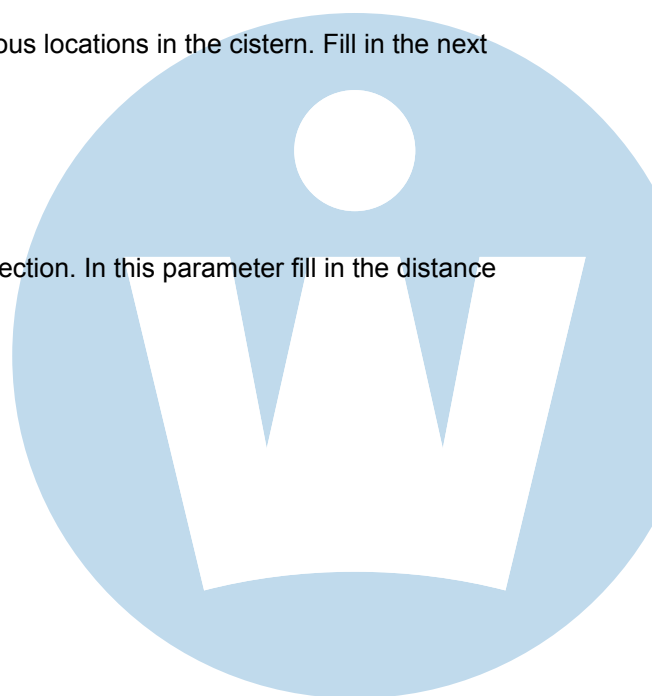 ous locations in the cistern. Fill in the next
ection. In this parameter fill in the distance